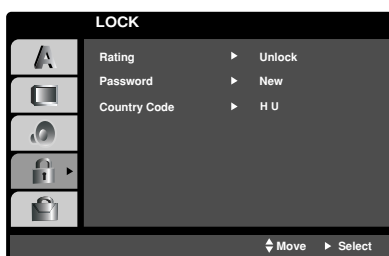 LOCK
A
Rating ► Unlock
Password ► New
Country Code ► H U
Move ► Select